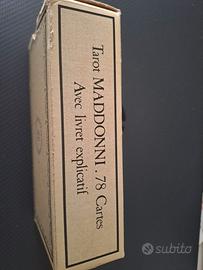 Tarot MADDONNI . 78 Cartes
Avec livret explicatif
subito